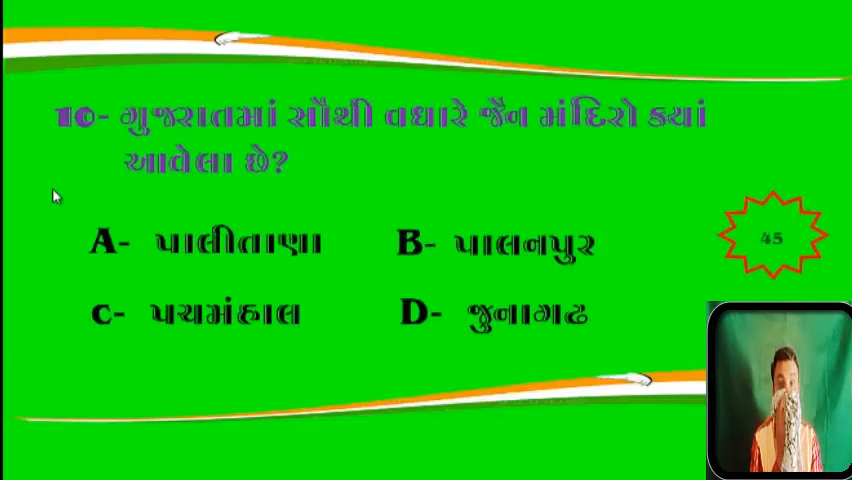 10- ગુજરાતમાં સૌથી વધારે જૈન મંદિરો ક્યાં
આવેલા છે?
A- પાલીતાણા B- પાલનપુર
45
C- પચમંહાલ D- જુનાગઢ